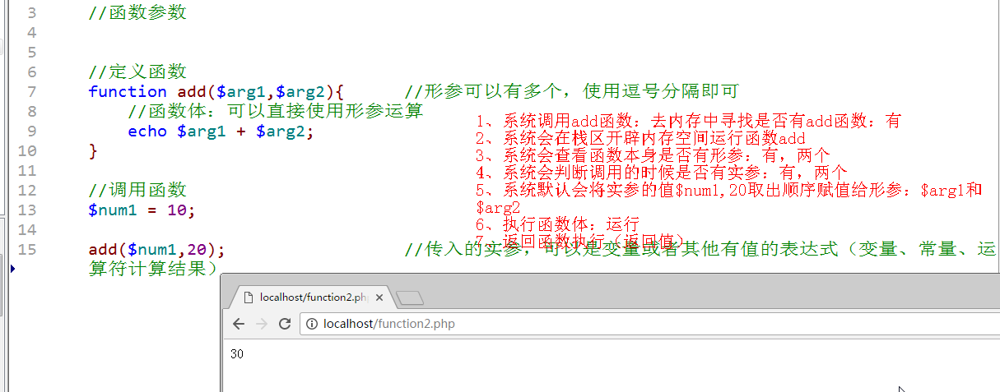 3 //函数参数
4
5
6 //定义函数
7 function add($arg1,$arg2){ //形参可以有多个，使用逗号分隔即可
8 //函数体：可以直接使用形参运算
9 echo $arg1 + $arg2;
10 }
11
12 //调用函数
13 $num1 = 10;
14
15 add($num1,20); //传入的实参，可以是变量或者其他有值的表达式（变量、常量、运
算符计算结果）
1、系统调用add函数：去内存中寻找是否有add函数：有
2、系统会在栈区开辟内存空间运行函数add
3、系统会查看函数本身是否有形参：有，两个
4、系统会判断调用的时候是否有实参：有，两个
5、系统默认会将实参的值$num1,20取出顺序赋值给形参：$arg1和
$arg2
6、执行函数体：运行
7、返回函数执行（返回值）
localhost/function2.ph
localhost/function2.php
30